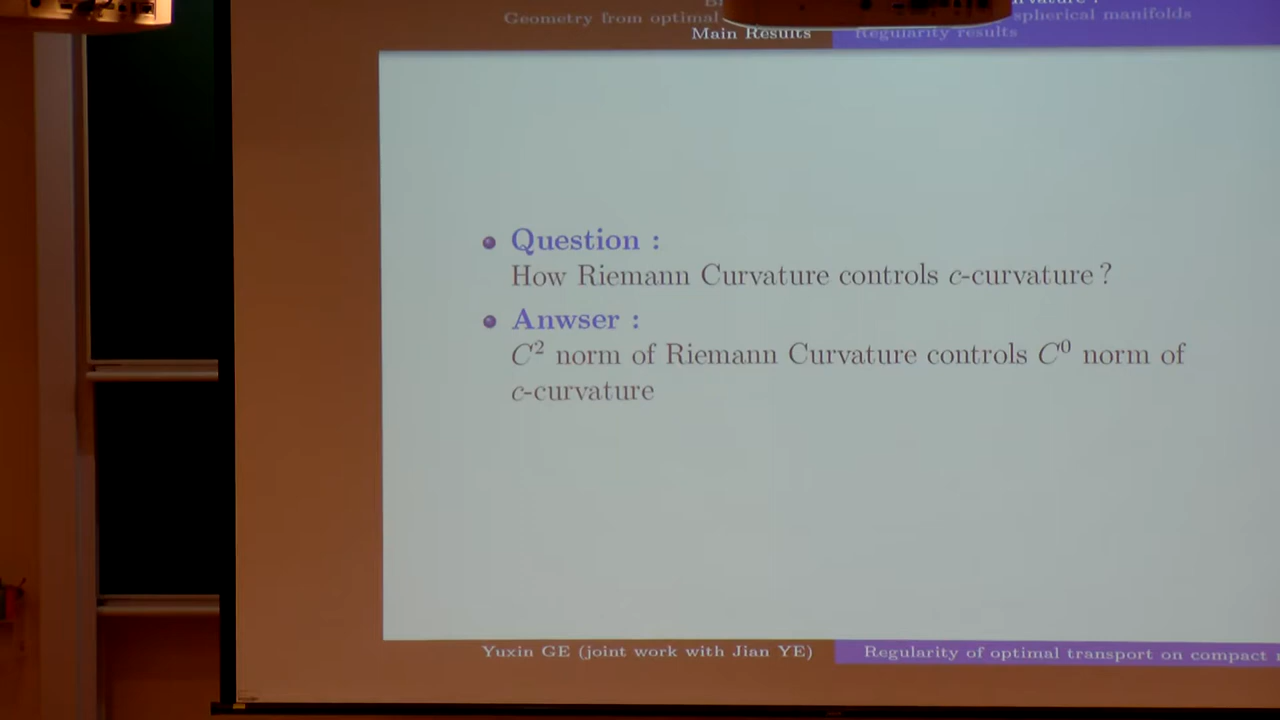 Geometry from optimal
spherical manifolds
Main Results
Regularity results
• Question :
How Riemann Curvature controls c-curvature ?
• Anwser :
C² norm of Riemann Curvature controls C⁰ norm of
c-curvature
Yuxin GE (joint work with Jian YE)
Regularity of optimal transport on compact